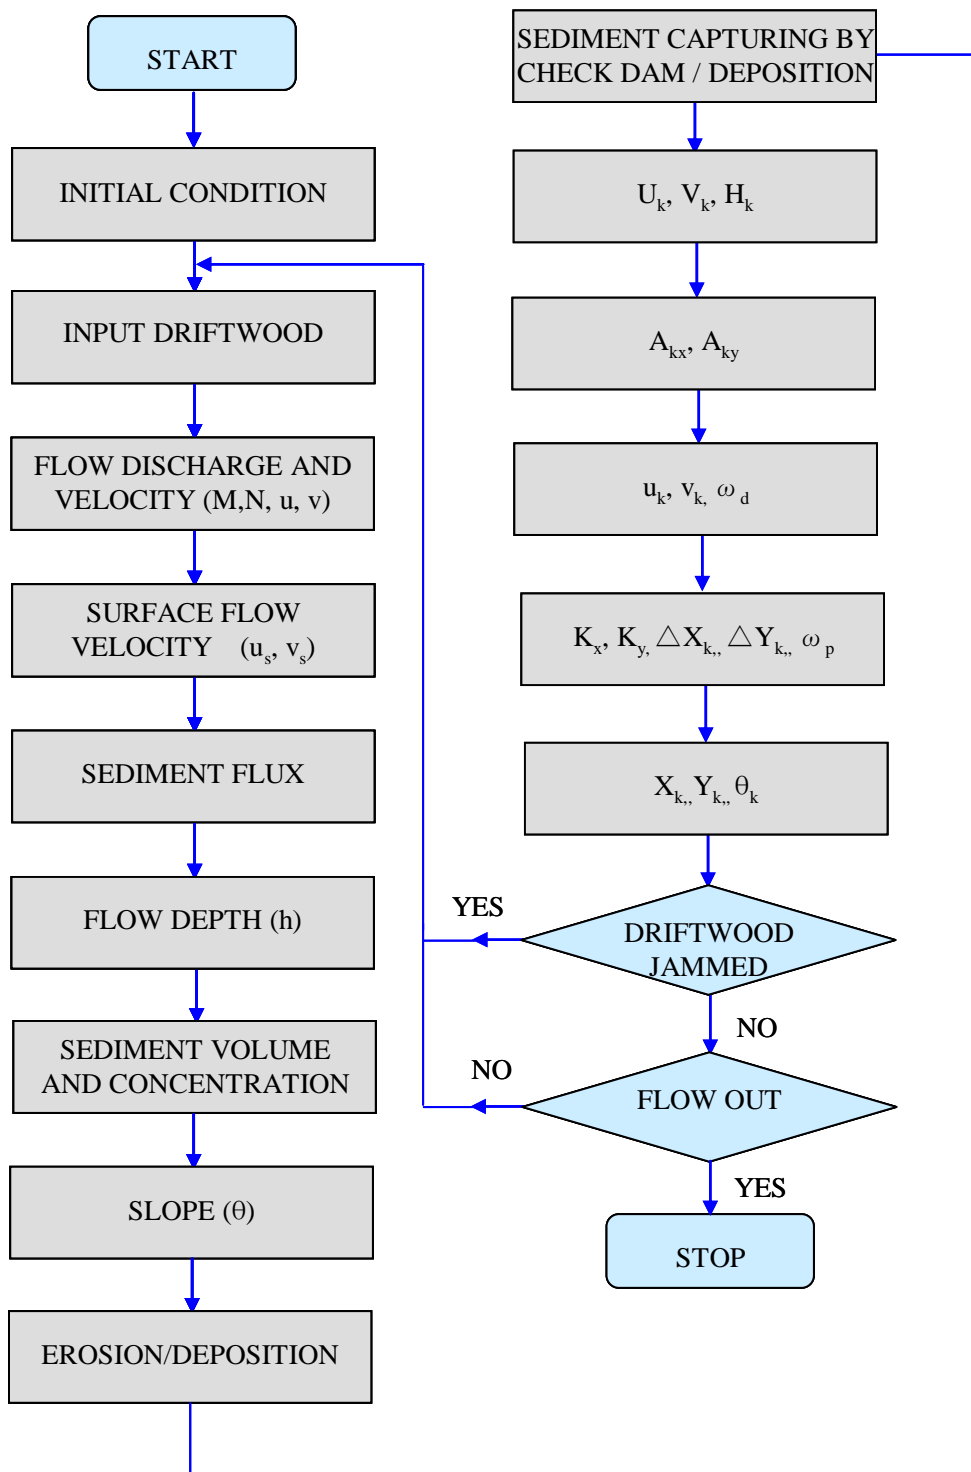 START
INITIAL CONDITION
INPUT DRIFTWOOD
FLOW DISCHARGE AND
VELOCITY (M,N, u, v)
SURFACE FLOW
VELOCITY (uₛ, vₛ)
SEDIMENT FLUX
FLOW DEPTH (h)
SEDIMENT VOLUME
AND CONCENTRATION
SLOPE (θ)
EROSION/DEPOSITION
SEDIMENT CAPTURING BY
CHECK DAM / DEPOSITION
Uk, Vk, Hk
Akx, Aky
uk, vk, ωd
Kx, Ky, △Xk,, △Yk,, ωp
Xk,, Yk,, θk
YES
DRIFTWOOD
JAMMED
NO
NO
FLOW OUT
YES
STOP